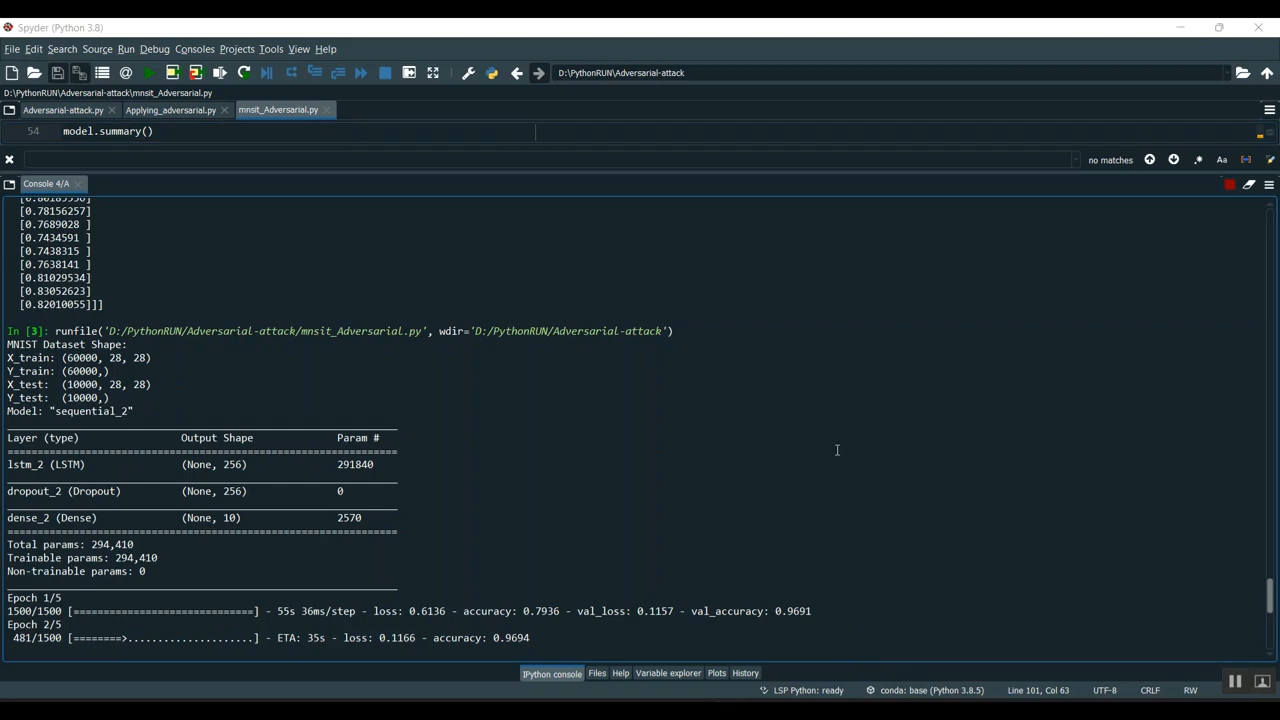 Spyder (Python 3.8)
File Edit Search Source Run Debug Consoles Projects Tools View Help
D:\PythonRUN\Adversarial-attack
D:\PythonRUN\Adversarial-attack\mnsit_Adversarial.py
Adversarial-attack.py Applying_adversarial.py mnsit_Adversarial.py
54 model.summary()
no matches .* Aa
Console 4/A
[0.78156257]
[0.7689028 ]
[0.7434591 ]
[0.7438315 ]
[0.7638141 ]
[0.81029534]
[0.83052623]
[0.82010055]]]
In [3]: runfile('D:/PythonRUN/Adversarial-attack/mnsit_Adversarial.py', wdir='D:/PythonRUN/Adversarial-attack')
MNIST Dataset Shape:
X_train: (60000, 28, 28)
Y_train: (60000,)
X_test:  (10000, 28, 28)
Y_test:  (10000,)
Model: "sequential_2"
Layer (type) Output Shape Param #
=================================================================
lstm_2 (LSTM) (None, 256) 291840
dropout_2 (Dropout) (None, 256) 0
dense_2 (Dense) (None, 10) 2570
=================================================================
Total params: 294,410
Trainable params: 294,410
Non-trainable params: 0
Epoch 1/5
1500/1500 [==============================] - 55s 36ms/step - loss: 0.6136 - accuracy: 0.7936 - val_loss: 0.1157 - val_accuracy: 0.9691
Epoch 2/5
481/1500 [========>.....................] - ETA: 35s - loss: 0.1166 - accuracy: 0.9694
IPython console Files Help Variable explorer Plots History
LSP Python: ready conda: base (Python 3.8.5) Line 101, Col 63 UTF-8 CRLF RW